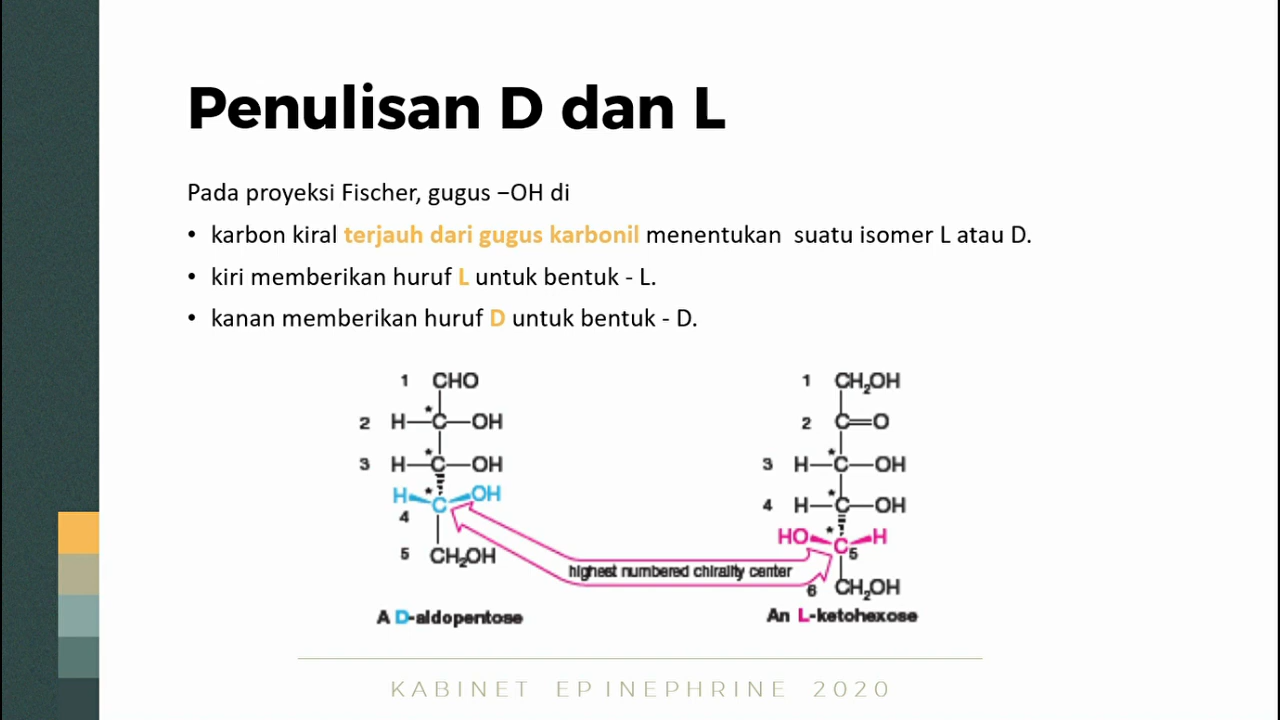 Penulisan D dan L
Pada proyeksi Fischer, gugus −OH di
• karbon kiral terjauh dari gugus karbonil menentukan suatu isomer L atau D.
• kiri memberikan huruf L untuk bentuk - L.
• kanan memberikan huruf D untuk bentuk - D.
1 CHO
2 H—C*—OH
3 H—C*—OH
4 H—C*—OH
5 CH₂OH
A D-aldopentose
highest numbered chirality center
1 CH₂OH
2 C=O
3 H—C*—OH
4 H—C*—OH
HO—C*—H 5
6 CH₂OH
An L-ketohexose
KABINET EPINEPHRINE 2020